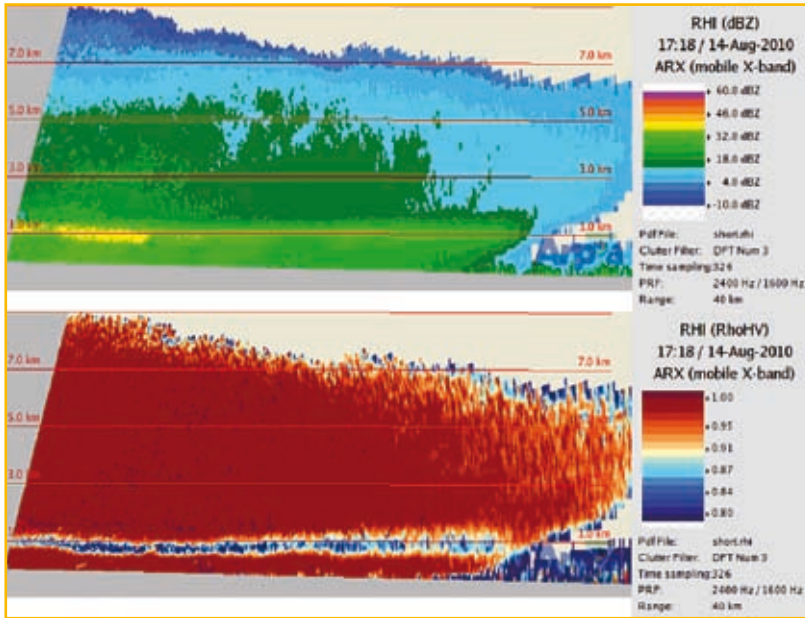 RHI (dBZ)
17:18 / 14-Aug-2010
ARX (mobile X-band)
7.0 km
7.0 km
5.0 km
5.0 km
3.0 km
3.0 km
1.0 km
1.0 km
60.0 dBZ
46.0 dBZ
32.0 dBZ
18.0 dBZ
4.0 dBZ
-10.0 dBZ
Pdf File: short.rhi
Clutter Filter: DFT Num 3
Time sampling: 326
PRF: 2400 Hz / 1600 Hz
Range: 40 km
RHI (RhoHV)
17:18 / 14-Aug-2010
ARX (mobile X-band)
7.0 km
7.0 km
5.0 km
5.0 km
3.0 km
3.0 km
1.0 km
1.00
0.95
0.91
0.87
0.84
0.80
Pdf File: short.rhi
Clutter Filter: DFT Num 3
Time sampling: 326
PRF: 2400 Hz / 1600 Hz
Range: 40 km